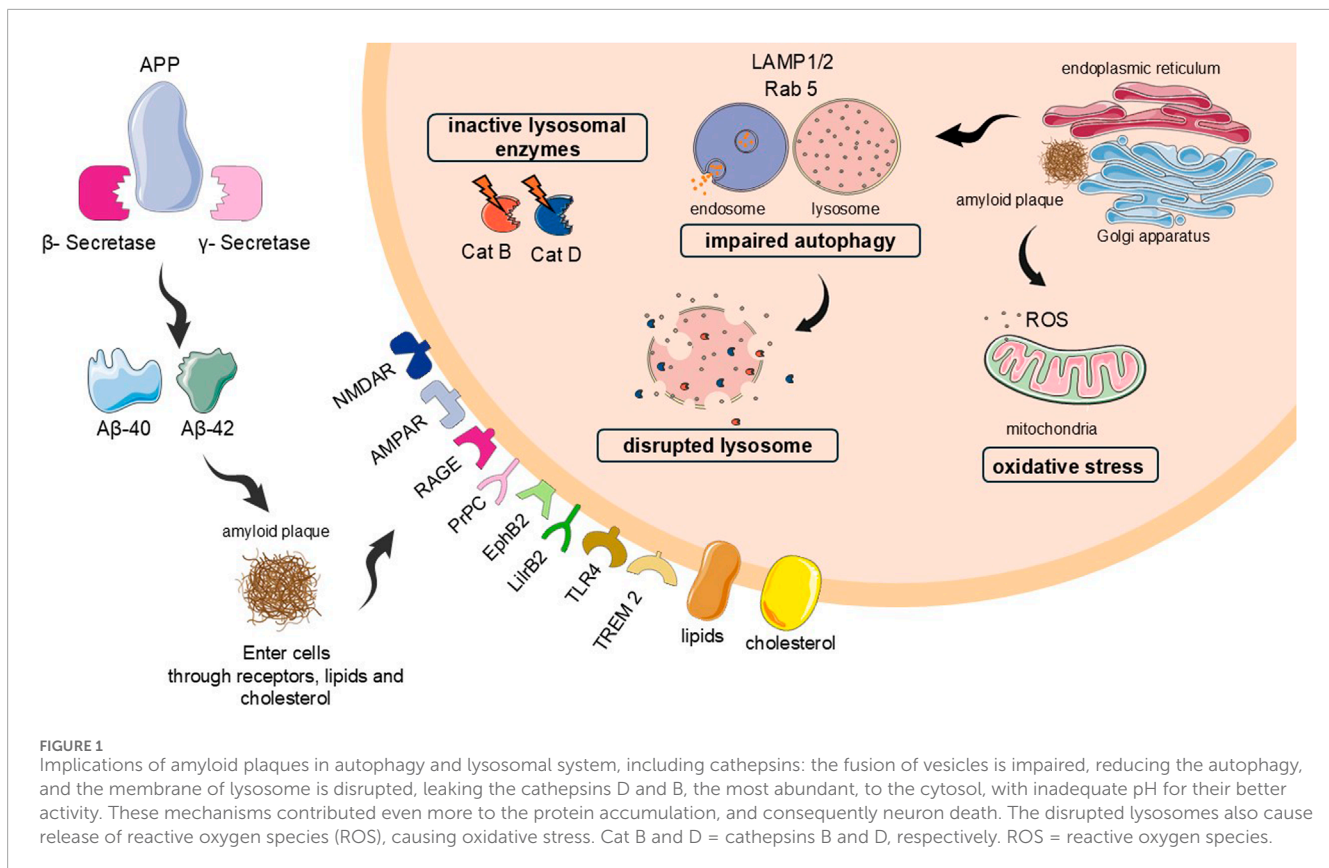 APP
β- Secretase
γ- Secretase
Aβ-40
Aβ-42
amyloid plaque
Enter cells
through receptors, lipids and
cholesterol
NMDAR
AMPAR
RAGE
PrPC
EphB2
LilrB2
TLR4
TREM 2
lipids
cholesterol
inactive lysosomal
enzymes
Cat B
Cat D
LAMP1/2
Rab 5
endosome
lysosome
impaired autophagy
disrupted lysosome
endoplasmic reticulum
amyloid plaque
Golgi apparatus
ROS
mitochondria
oxidative stress
FIGURE 1
Implications of amyloid plaques in autophagy and lysosomal system, including cathepsins: the fusion of vesicles is impaired, reducing the autophagy,
and the membrane of lysosome is disrupted, leaking the cathepsins D and B, the most abundant, to the cytosol, with inadequate pH for their better
activity. These mechanisms contributed even more to the protein accumulation, and consequently neuron death. The disrupted lysosomes also cause
release of reactive oxygen species (ROS), causing oxidative stress. Cat B and D = cathepsins B and D, respectively. ROS = reactive oxygen species.